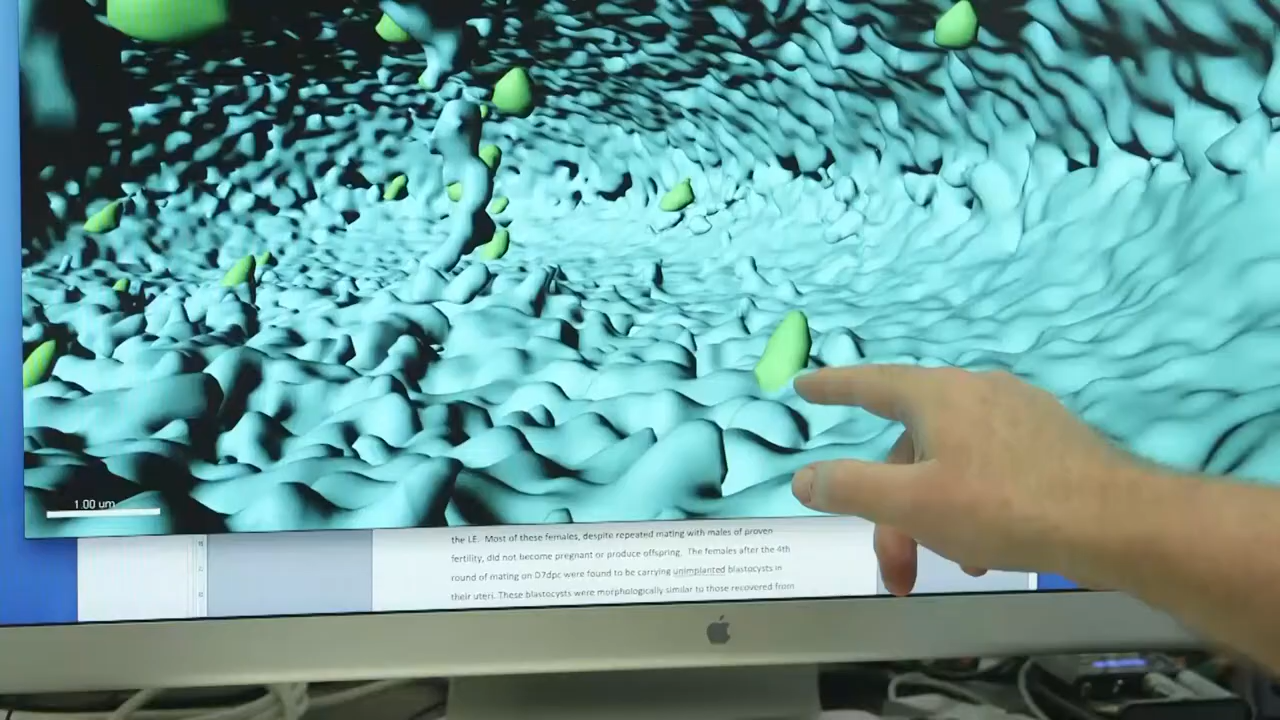 1.00 um
the LE. Most of these females, despite repeated mating with males of proven
fertility, did not become pregnant or produce offspring. The females after the 4th
round of mating on D7dpc were found to be carrying unimplanted blastocysts in
their uteri. These blastocysts were morphologically similar to those recovered from